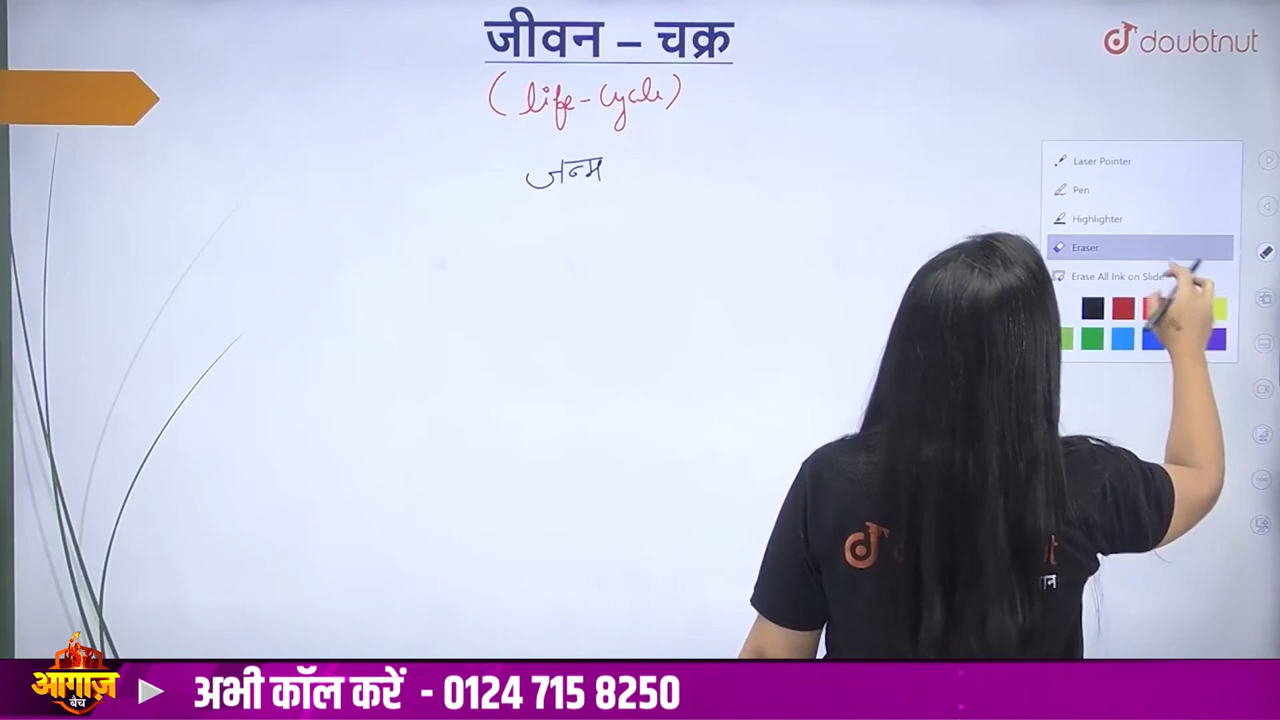 जीवन – चक्र
doubtnut
(life-cycle)
जन्म
Laser Pointer
Pen
Highlighter
Eraser
Erase All Ink on Slide
आगाज़
बैच
अभी कॉल करें - 0124 715 8250